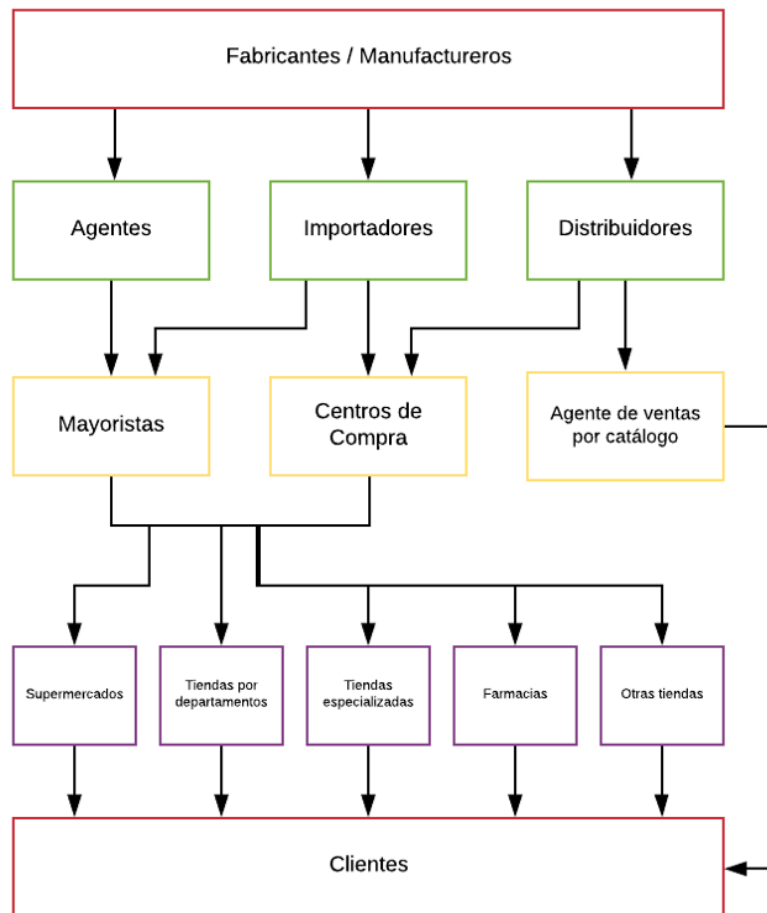 Fabricantes / Manufactureros
Agentes
Importadores
Distribuidores
Mayoristas
Centros de
Compra
Agente de ventas
por catálogo
Supermercados
Tiendas por
departamentos
Tiendas
especializadas
Farmacias
Otras tiendas
Clientes